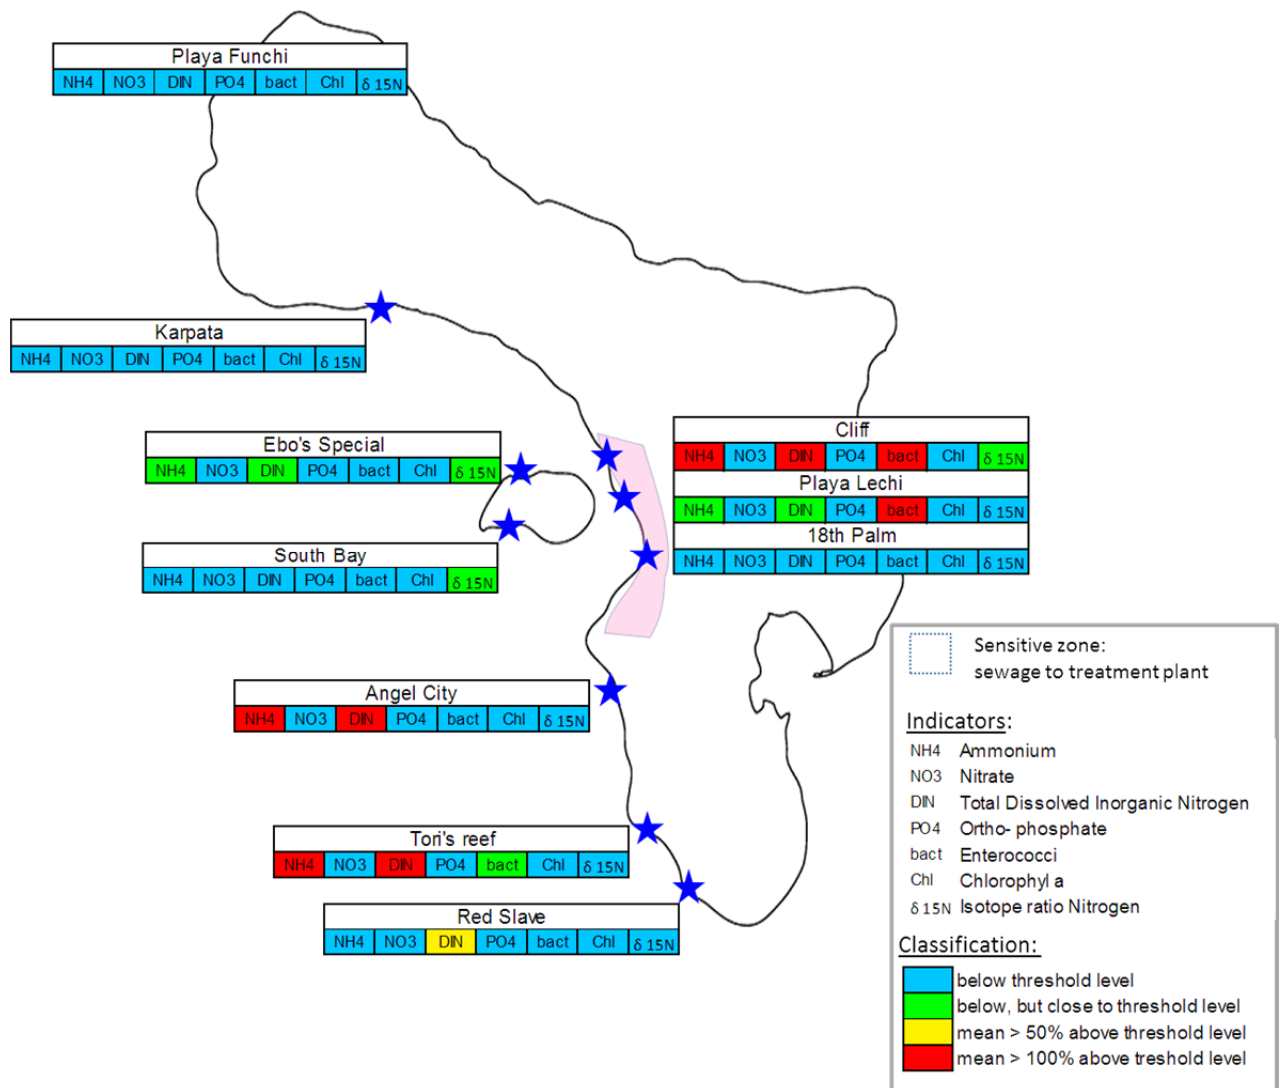 Playa Funchi
NH4 NO3 DIN PO4 bact Chl δ 15N
Karpata
NH4 NO3 DIN PO4 bact Chl δ 15N
Ebo's Special
NH4 NO3 DIN PO4 bact Chl δ 15N
South Bay
NH4 NO3 DIN PO4 bact Chl δ 15N
Cliff
NH4 NO3 DIN PO4 bact Chl δ 15N
Playa Lechi
NH4 NO3 DIN PO4 bact Chl δ 15N
18th Palm
NH4 NO3 DIN PO4 bact Chl δ 15N
Angel City
NH4 NO3 DIN PO4 bact Chl δ 15N
Tori's reef
NH4 NO3 DIN PO4 bact Chl δ 15N
Red Slave
NH4 NO3 DIN PO4 bact Chl δ 15N
Sensitive zone:
sewage to treatment plant
Indicators:
NH4 Ammonium
NO3 Nitrate
DIN Total Dissolved Inorganic Nitrogen
PO4 Ortho- phosphate
bact Enterococci
Chl Chlorophyl a
δ 15N Isotope ratio Nitrogen
Classification:
below threshold level
below, but close to threshold level
mean > 50% above threshold level
mean > 100% above treshold level